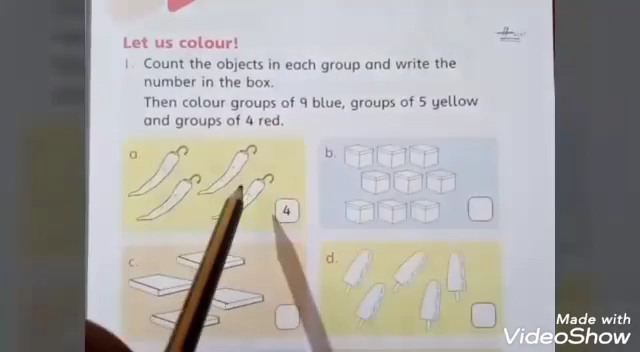 Let us colour!
1. Count the objects in each group and write the
number in the box.
Then colour groups of 9 blue, groups of 5 yellow
and groups of 4 red.
a
b.
4
c.
d.
Made with
VideoShow